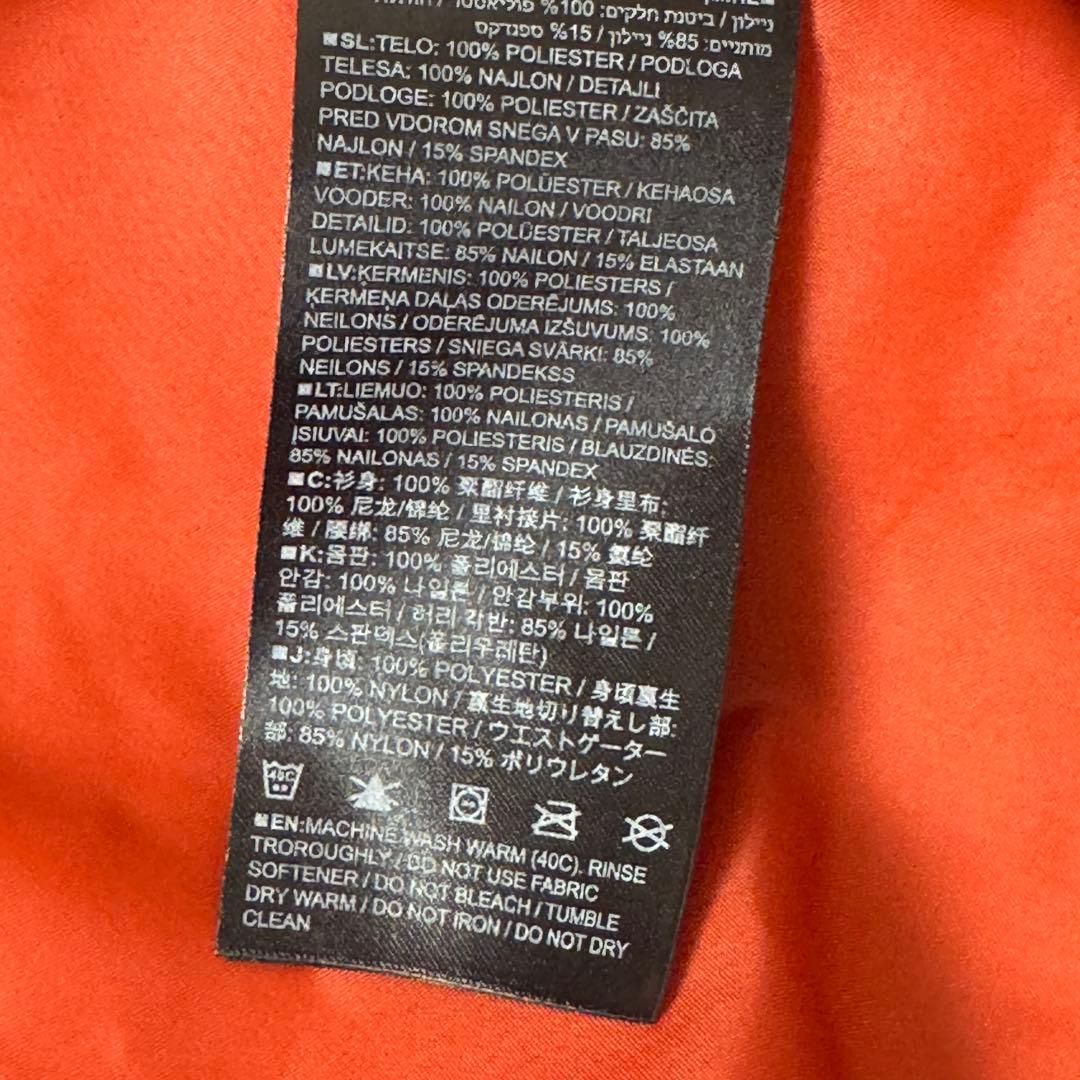 ניילון / ביטנת חלקים: 100% פוליאסטר /
מותניים: 85% ניילון / 15% ספנדקס
SL:TELO: 100% POLIESTER / PODLOGA
TELESA: 100% NAJLON / DETAJLI
PODLOGE: 100% POLIESTER / ZAŠČITA
PRED VDOROM SNEGA V PASU: 85%
NAJLON / 15% SPANDEX
ET:KEHA: 100% POLÜESTER / KEHAOSA
VOODER: 100% NAILON / VOODRI
DETAILID: 100% POLÜESTER / TALJEOSA
LUMEKAITSE: 85% NAILON / 15% ELASTAAN
LV:ĶERMENIS: 100% POLIESTERS /
ĶERMEŅA DAĻAS ODERĒJUMS: 100%
NEILONS / ODERĒJUMA IZŠUVUMS: 100%
POLIESTERS / SNIEGA SVĀRKI: 85%
NEILONS / 15% SPANDEKSS
LT:LIEMUO: 100% POLIESTERIS /
PAMUŠALAS: 100% NAILONAS / PAMUŠALO
ĮSIUVAI: 100% POLIESTERIS / BLAUZDINĖS:
85% NAILONAS / 15% SPANDEX
C:衫身: 100% 聚酯纤维 / 衫身里布:
100% 尼龙/锦纶 / 里衬接片: 100% 聚酯纤
维 / 腰绑: 85% 尼龙/锦纶 / 15% 氨纶
K:몸판: 100% 폴리에스터 / 몸판
안감: 100% 나일론 / 안감부위: 100%
폴리에스터 / 허리 각반: 85% 나일론 /
15% 스판덱스(폴리우레탄)
J:身頃: 100% POLYESTER / 身頃裏生
地: 100% NYLON / 裏生地切り替えし部:
100% POLYESTER / ウエストゲーター
部: 85% NYLON / 15% ポリウレタン
40C
EN:MACHINE WASH WARM (40C). RINSE
TROROUGHLY / DO NOT USE FABRIC
SOFTENER / DO NOT BLEACH / TUMBLE
DRY WARM / DO NOT IRON / DO NOT DRY
CLEAN